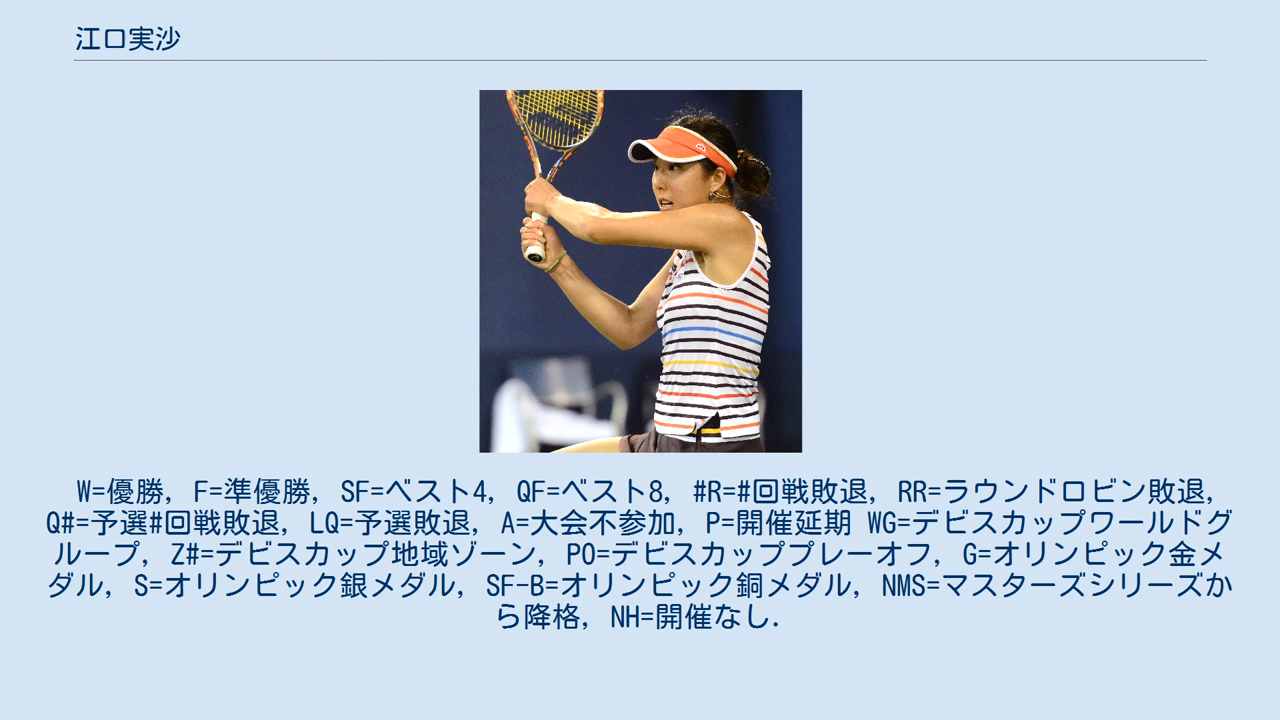 江口実沙
W=優勝, F=準優勝, SF=ベスト4, QF=ベスト8, #R=#回戦敗退, RR=ラウンドロビン敗退,
Q#=予選#回戦敗退, LQ=予選敗退, A=大会不参加, P=開催延期 WG=デビスカップワールドグ
ループ, Z#=デビスカップ地域ゾーン, PO=デビスカッププレーオフ, G=オリンピック金メ
ダル, S=オリンピック銀メダル, SF-B=オリンピック銅メダル, NMS=マスターズシリーズか
ら降格, NH=開催なし.